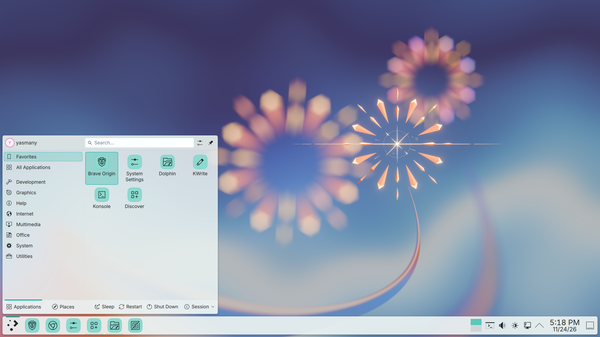 yasmany
Search...
Favorites
All Applications
Development
Graphics
Help
Internet
Multimedia
Office
System
Utilities
Brave Origin
System Settings
Dolphin
KWrite
Konsole
Discover
Applications
Places
Sleep
Restart
Shut Down
Session
5:18 PM
11/24/26